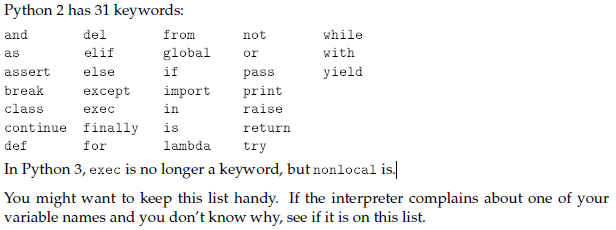 Python 2 has 31 keywords:
and del from not while
as elif global or with
assert else if pass yield
break except import print
class exec in raise
continue finally is return
def for lambda try
In Python 3, exec is no longer a keyword, but nonlocal is.
You might want to keep this list handy. If the interpreter complains about one of your
variable names and you don't know why, see if it is on this list.